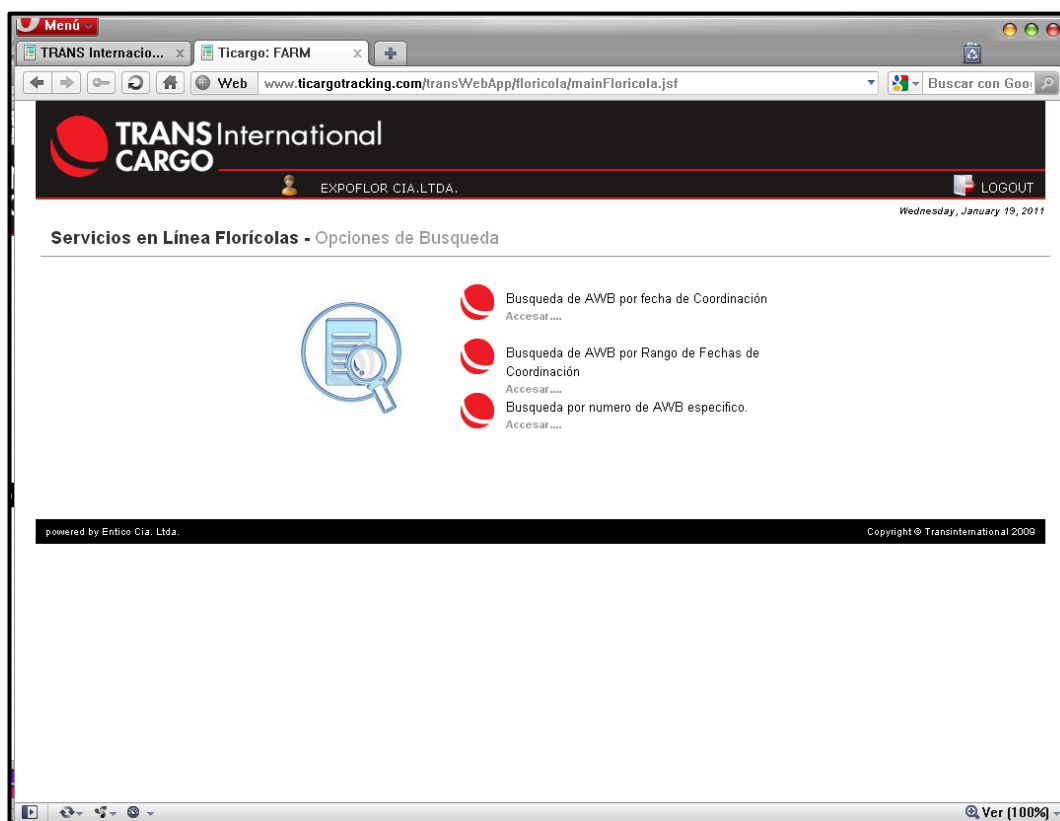 Menú
TRANS Internacio... x Ticargo: FARM x
Web www.ticargotracking.com/transWebApp/floricola/mainFloricola.jsf Buscar con Goo
TRANS International
CARGO
EXPOFLOR CIA.LTDA. LOGOUT
Wednesday, January 19, 2011
Servicios en Línea Florícolas - Opciones de Busqueda
Busqueda de AWB por fecha de Coordinación
Accesar....
Busqueda de AWB por Rango de Fechas de
Coordinación
Accesar....
Busqueda por numero de AWB especifico.
Accesar....
powered by Entico Cia. Ltda. Copyright © Transinternational 2009
Ver (100%)